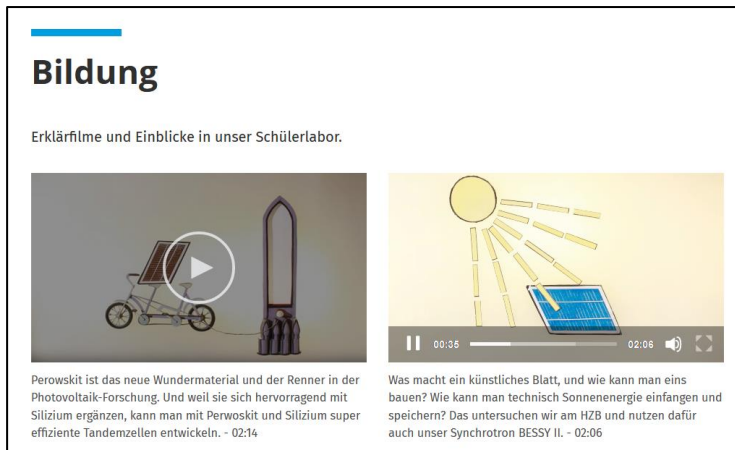 Bildung
Erklärfilme und Einblicke in unser Schülerlabor.
00:35
02:06
Perowskit ist das neue Wundermaterial und der Renner in der
Photovoltaik-Forschung. Und weil sie sich hervorragend mit
Silizium ergänzen, kann man mit Perwoskit und Silizium super
effiziente Tandemzellen entwickeln. - 02:14
Was macht ein künstliches Blatt, und wie kann man eins
bauen? Wie kann man technisch Sonnenenergie einfangen und
speichern? Das untersuchen wir am HZB und nutzen dafür
auch unser Synchrotron BESSY II. - 02:06